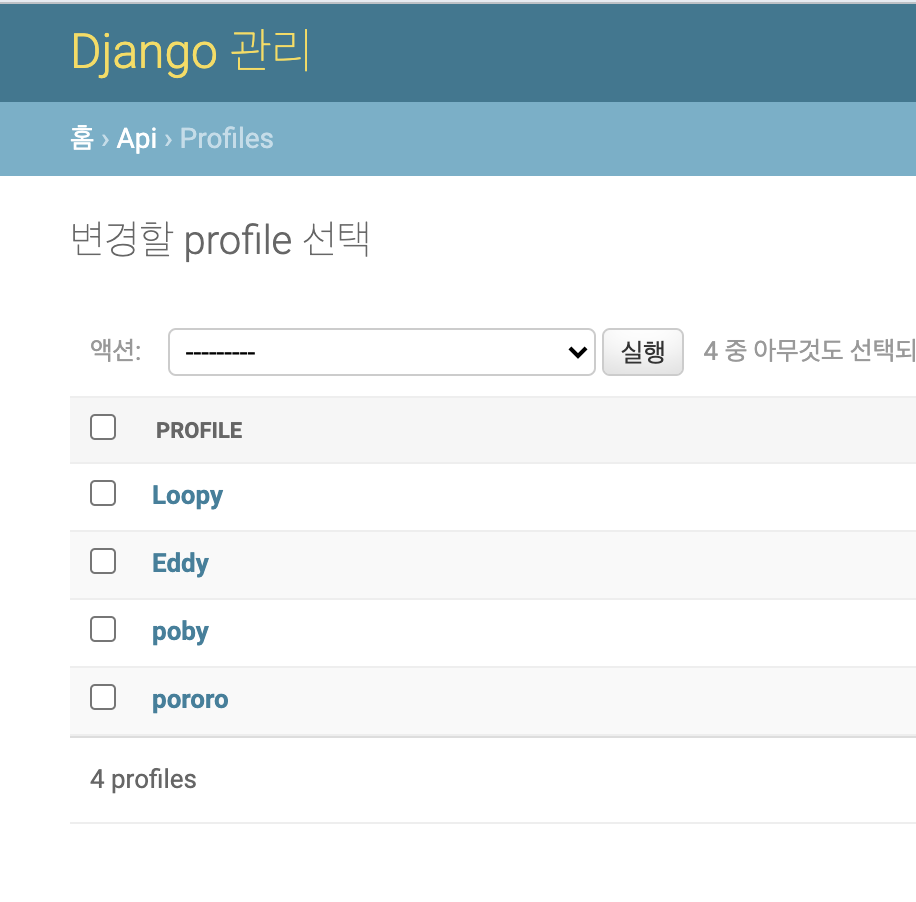 Django 관리
홈 › Api › Profiles
변경할 profile 선택
액션: --------- 실행 4 중 아무것도 선택되
PROFILE
Loopy
Eddy
poby
pororo
4 profiles